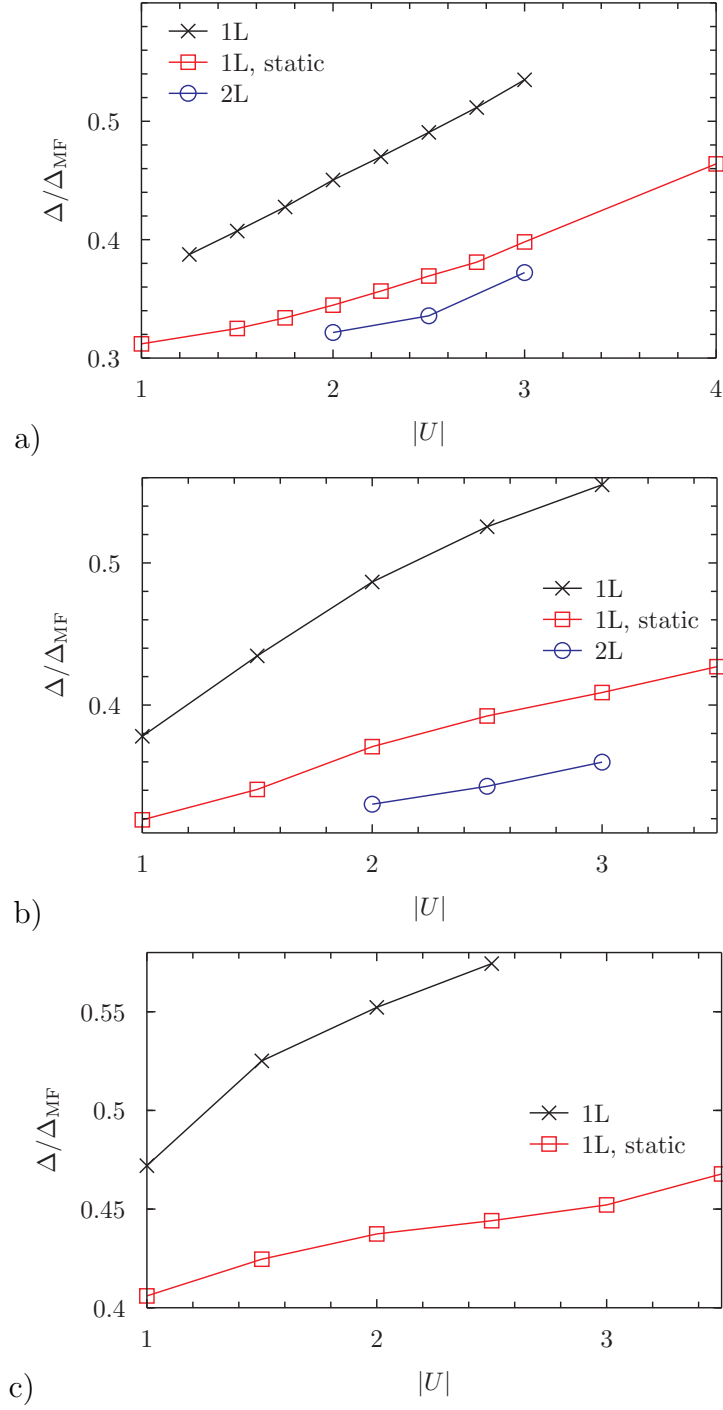 1L
1L, static
2L
0.5
0.4
0.3
Δ/Δ_MF
1 2 3 4
|U|
a)
0.5
0.4
Δ/Δ_MF
1L
1L, static
2L
1 2 3
|U|
b)
0.55
0.5
0.45
0.4
Δ/Δ_MF
1L
1L, static
1 2 3
|U|
c)